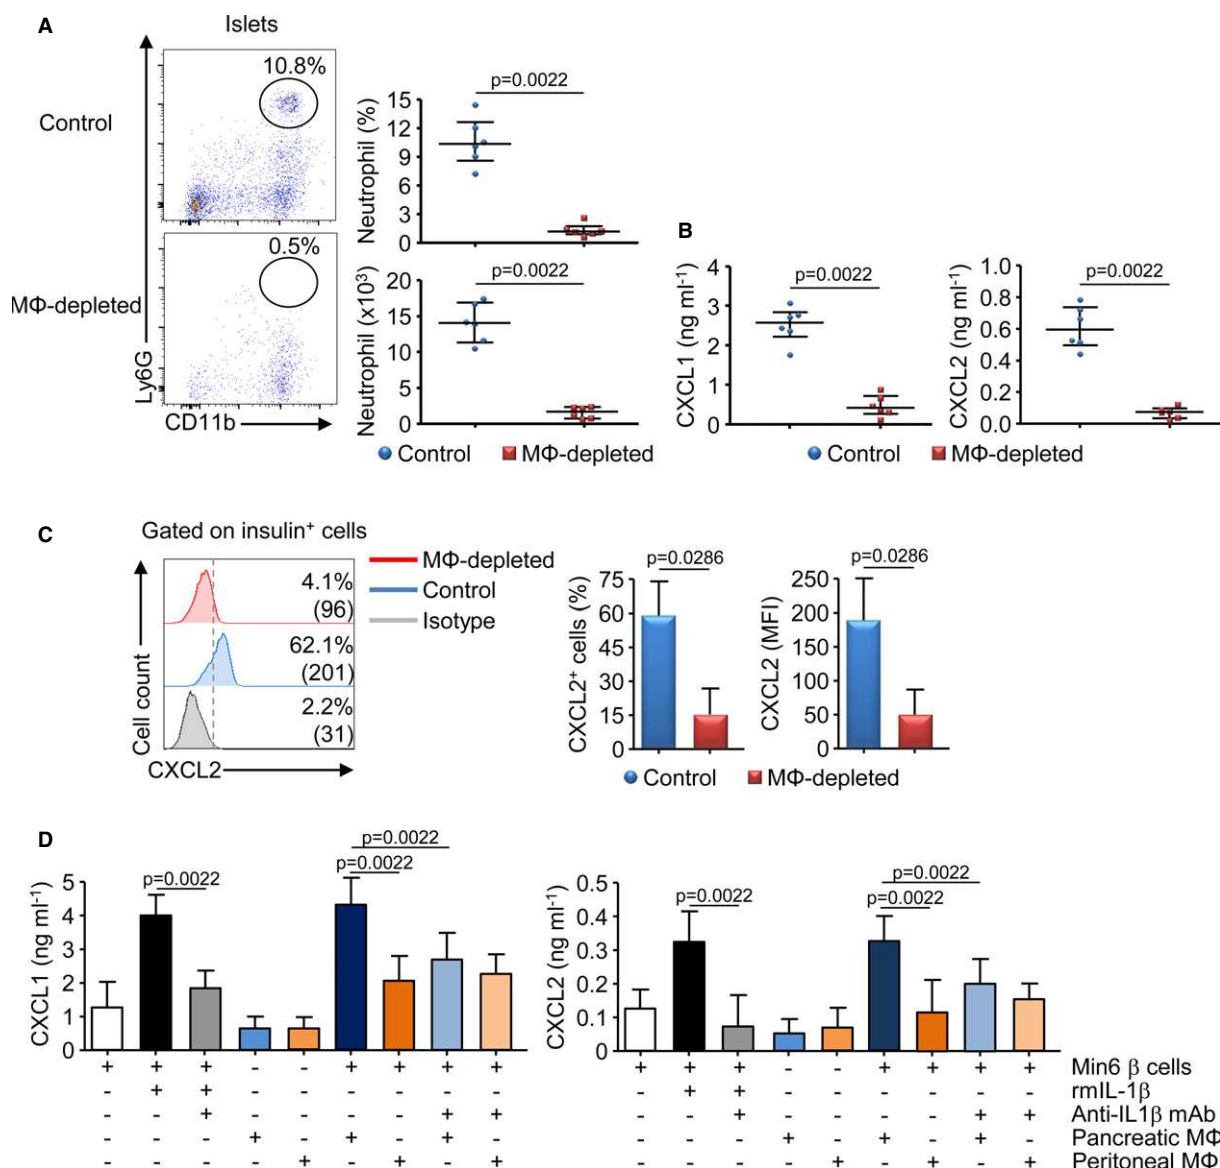 A
Islets
10.8%
Control
0.5%
MΦ-depleted
Ly6G
CD11b
p=0.0022
Neutrophil (%)
15
12
9
6
3
0
p=0.0022
Neutrophil (x10³)
20
15
10
5
0
Control MΦ-depleted
B
p=0.0022
CXCL1 (ng ml⁻¹)
4
3
2
1
0
p=0.0022
CXCL2 (ng ml⁻¹)
1.0
0.8
0.6
0.4
0.2
0.0
Control MΦ-depleted
C
Gated on insulin⁺ cells
4.1%
(96)
62.1%
(201)
2.2%
(31)
Cell count
CXCL2
MΦ-depleted
Control
Isotype
p=0.0286
CXCL2⁺ cells (%)
75
60
45
30
15
0
p=0.0286
CXCL2 (MFI)
250
200
150
100
50
0
Control MΦ-depleted
D
p=0.0022
p=0.0022
p=0.0022
CXCL1 (ng ml⁻¹)
5
4
3
2
1
0
p=0.0022
p=0.0022
p=0.0022
CXCL2 (ng ml⁻¹)
0.5
0.4
0.3
0.2
0.1
0
+ + + - - + + + + + + + - - + + + + Min6 β cells
- + + - - - - - - - + + - - - - - - rmIL-1β
- - + - - - - + + - - + - - - - + + Anti-IL1β mAb
- - - + - + - + - - - - + - + - + - Pancreatic MΦ
- - - - + - + - + - - - - + - + - + Peritoneal MΦ